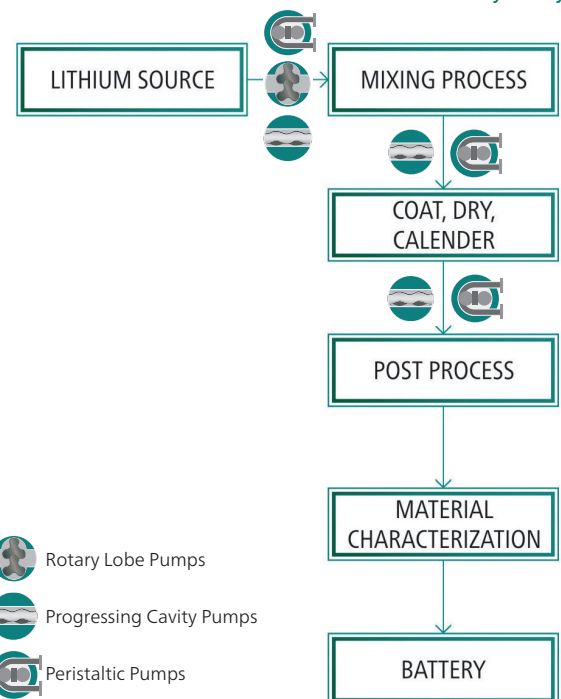 LITHIUM SOURCE
MIXING PROCESS
COAT, DRY,
CALENDER
POST PROCESS
MATERIAL
CHARACTERIZATION
BATTERY
Rotary Lobe Pumps
Progressing Cavity Pumps
Peristaltic Pumps